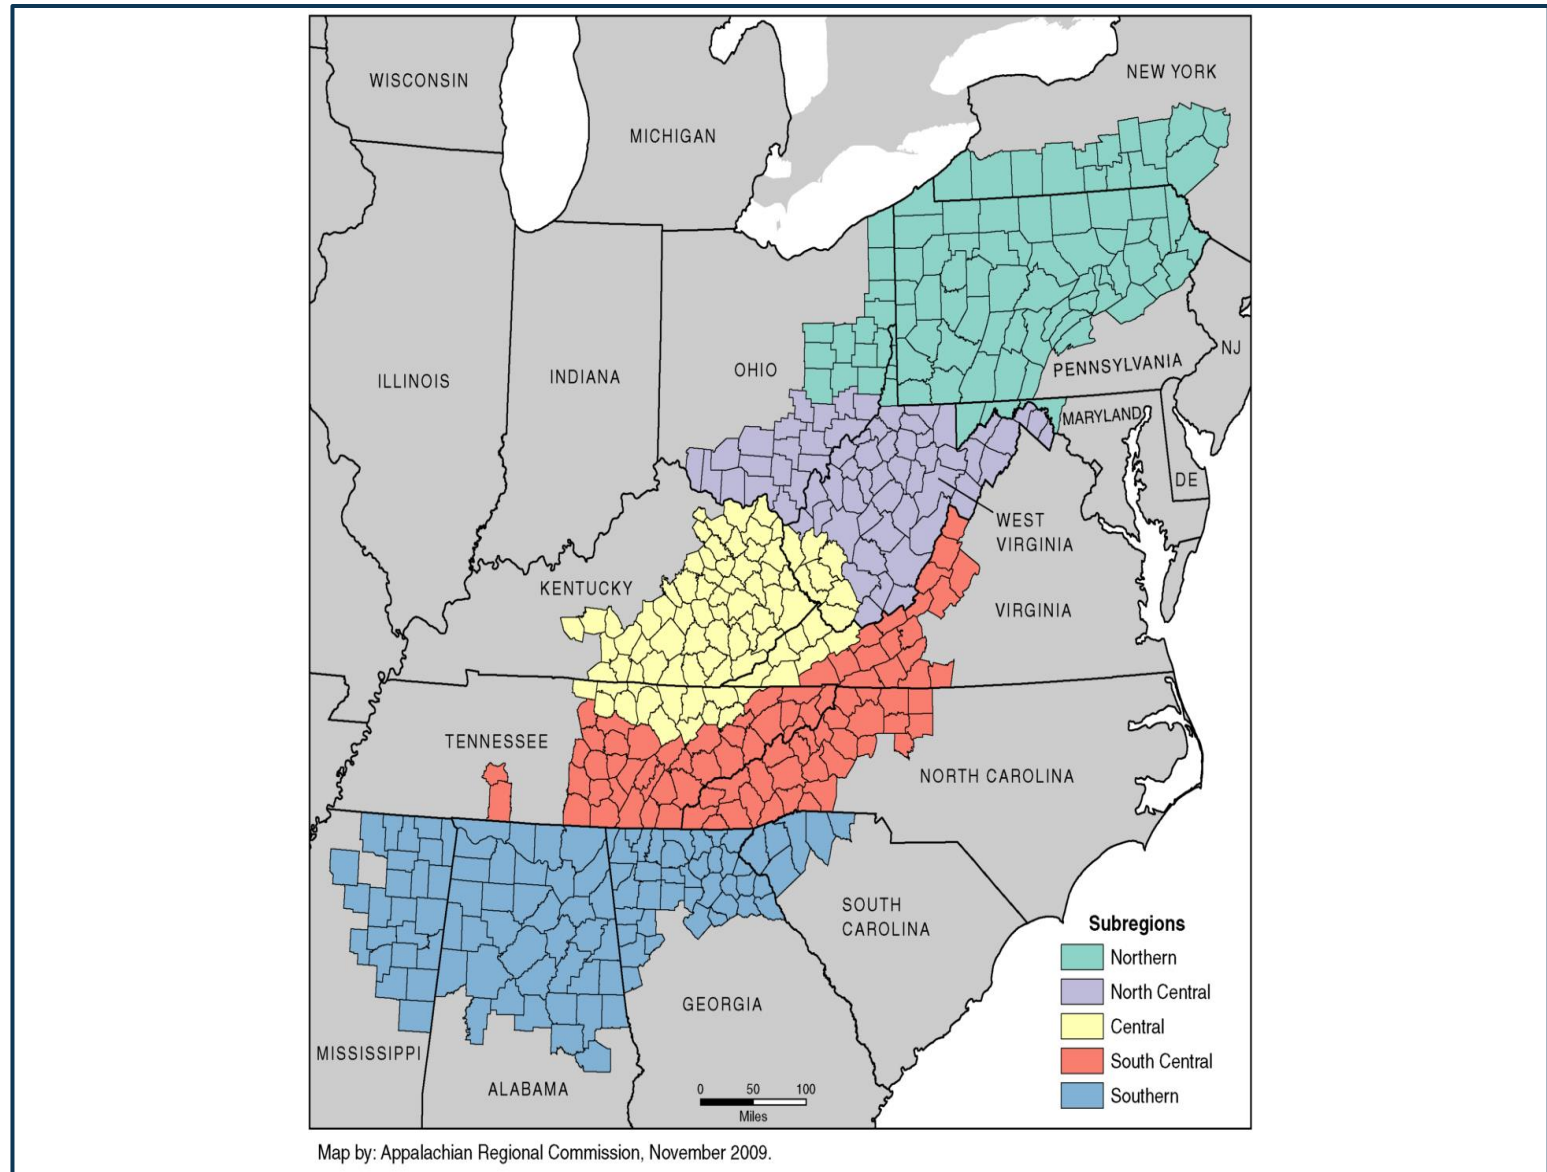 WISCONSIN
MICHIGAN
NEW YORK
ILLINOIS
INDIANA
OHIO
PENNSYLVANIA
NJ
MARYLAND
DE
WEST
VIRGINIA
KENTUCKY
VIRGINIA
TENNESSEE
NORTH CAROLINA
SOUTH
CAROLINA
GEORGIA
MISSISSIPPI
ALABAMA
Subregions
Northern
North Central
Central
South Central
Southern
0 50 100
Miles
Map by: Appalachian Regional Commission, November 2009.